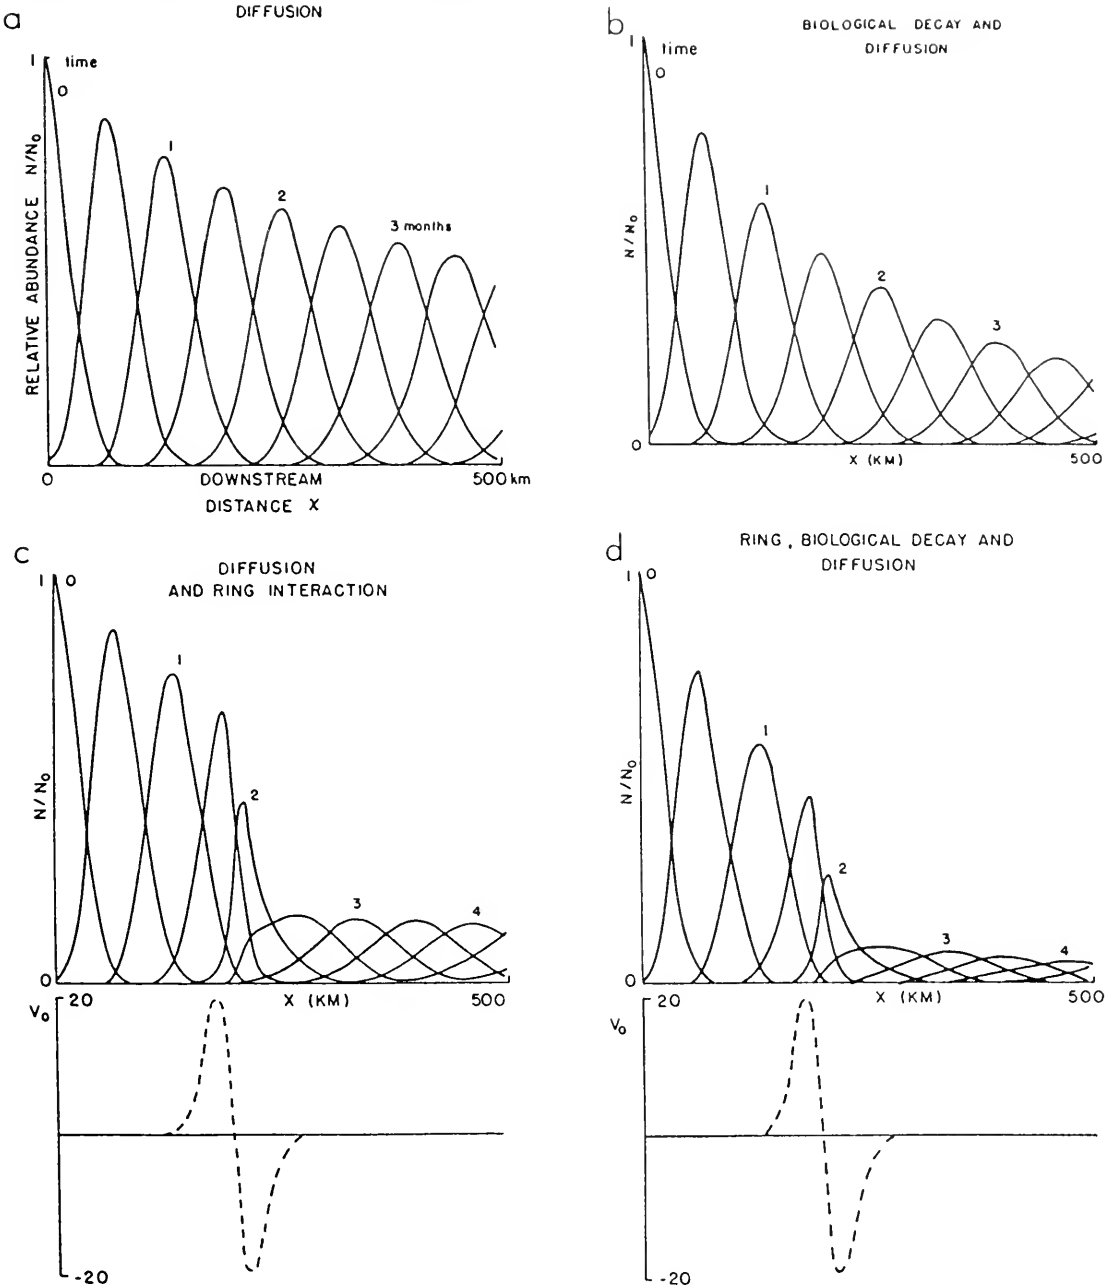 a
DIFFUSION
1 time
0
1
2
3 months
RELATIVE ABUNDANCE N/N₀
0
DOWNSTREAM
500 km
DISTANCE X
b
BIOLOGICAL DECAY AND
DIFFUSION
1 time
0
1
2
3
N/N₀
0
X (KM)
500
c
DIFFUSION
AND RING INTERACTION
1 0
1
2
3
4
N/N₀
0
X (KM)
500
V₀
20
-20
d
RING, BIOLOGICAL DECAY AND
DIFFUSION
1 0
1
2
3
4
N/N₀
0
X (KM)
500
V₀
20
-20